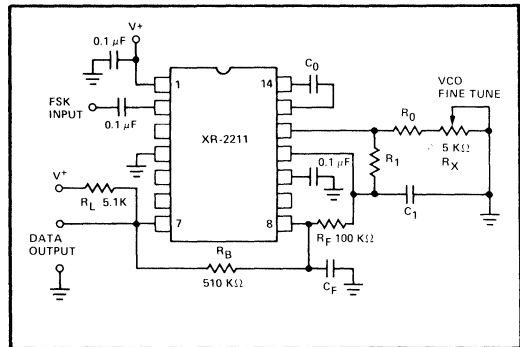 V+
0.1 μF
1
14
C0
FSK
INPUT
0.1 μF
XR-2211
VCO
FINE TUNE
R0
5 KΩ
RX
R1
0.1 μF
V+
RL 5.1K
7
8
RF 100 KΩ
C1
DATA
OUTPUT
RB
510 KΩ
CF